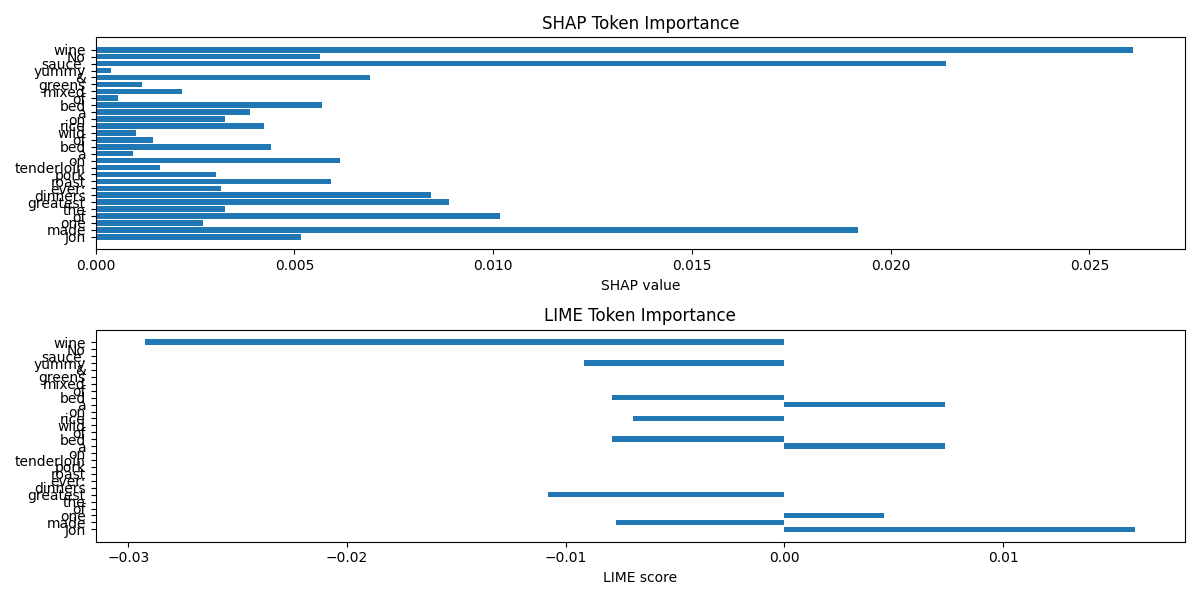 SHAP Token Importance
wine
No
sauce.
yummy
&
greens
mixed
of
bed
a
on
rice
wild
of
bed
a
on
tenderloin
pork
roast
ever:
dinners
greatest
the
of
one
made
jon
0.000 0.005 0.010 0.015 0.020 0.025
SHAP value
LIME Token Importance
wine
No
sauce.
yummy
&
greens
mixed
of
bed
a
on
rice
wild
of
bed
a
on
tenderloin
pork
roast
ever:
dinners
greatest
the
of
one
made
jon
−0.03 −0.02 −0.01 0.00 0.01
LIME score